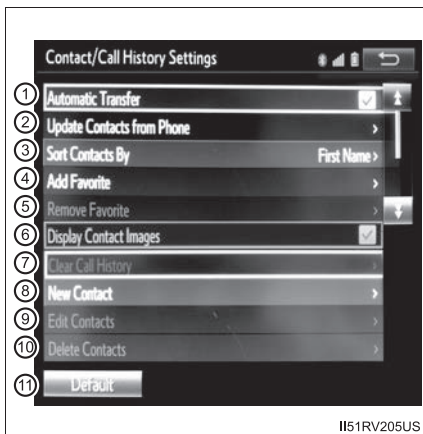 Contact/Call History Settings
1 Automatic Transfer
2 Update Contacts from Phone
3 Sort Contacts By First Name
4 Add Favorite
5 Remove Favorite
6 Display Contact Images
7 Clear Call History
8 New Contact
9 Edit Contacts
10 Delete Contacts
11 Default
II51RV205US